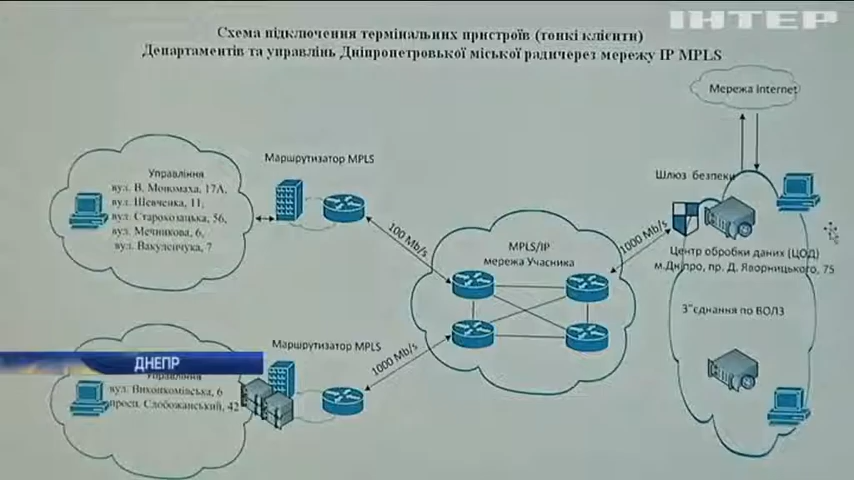 ІНТЕР
Схема підключення термінальних пристроїв (тонкі клієнти)
Департаментів та управлінь Дніпропетровької міської радичерез мережу IP MPLS
Мережа Internet
Управління
вул. В. Мономаха, 17А,
вул. Шевченка, 11,
вул. Старокозацька, 56,
вул. Мечникова, 6,
вул. Вакуленчука, 7
Маршрутизатор MPLS
100 Mb/s
MPLS/IP
мережа Учасника
1000 Mb/s
Шлюз безпеки
Центр обробки даних (ЦОД)
м.Дніпро, пр. Д. Яворницького, 75
З"єднання по ВОЛЗ
Маршрутизатор MPLS
1000 Mb/s
ДНЕПР
Управління
вул. Виконкомівська, 6
просп. Слобожанський, 42